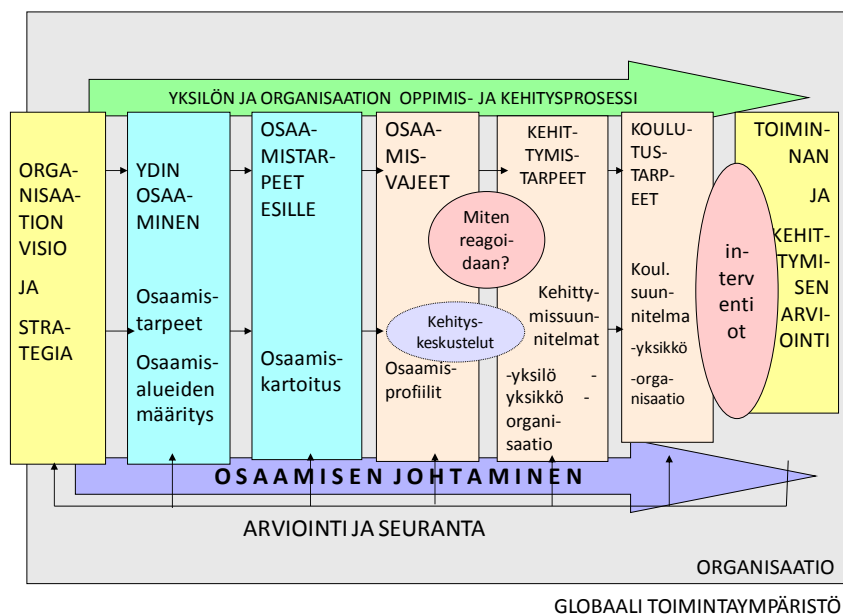 YKSILÖN JA ORGANISAATION OPPIMIS- JA KEHITYSPROSESSI
ORGA-
NISAA-
TION
VISIO
JA
STRA-
TEGIA
YDIN
OSAA-
MINEN
Osaamis
tarpeet
Osaamis
alueiden
määritys
OSAA-
MISTAR-
PEET
ESILLE
Osaamis-
kartoitus
OSAA-
MIS-
VAJEET
Miten
reagoi-
daan?
Kehitys-
keskustelut
Osaamis-
profiilit
KEHIT-
TYMIS-
TARPEET
Kehitty-
missuun-
nitelmat
-yksilö -
yksikkö -
organi-
saatio
KOULU-
TUS-
TARP-
EET
Koul.
suun-
nitelma
-yksikkö
-orga-
nisaatio
in-
terv
enti
ot
TOIMIN-
NAN
JA
KEHIT-
TYMI-
SEN
ARVI-
OINTI
OSAAMISEN JOHTAMINEN
ARVIOINTI JA SEURANTA
ORGANISAATIO
GLOBAALI TOIMINTAYMPÄRISTÖ